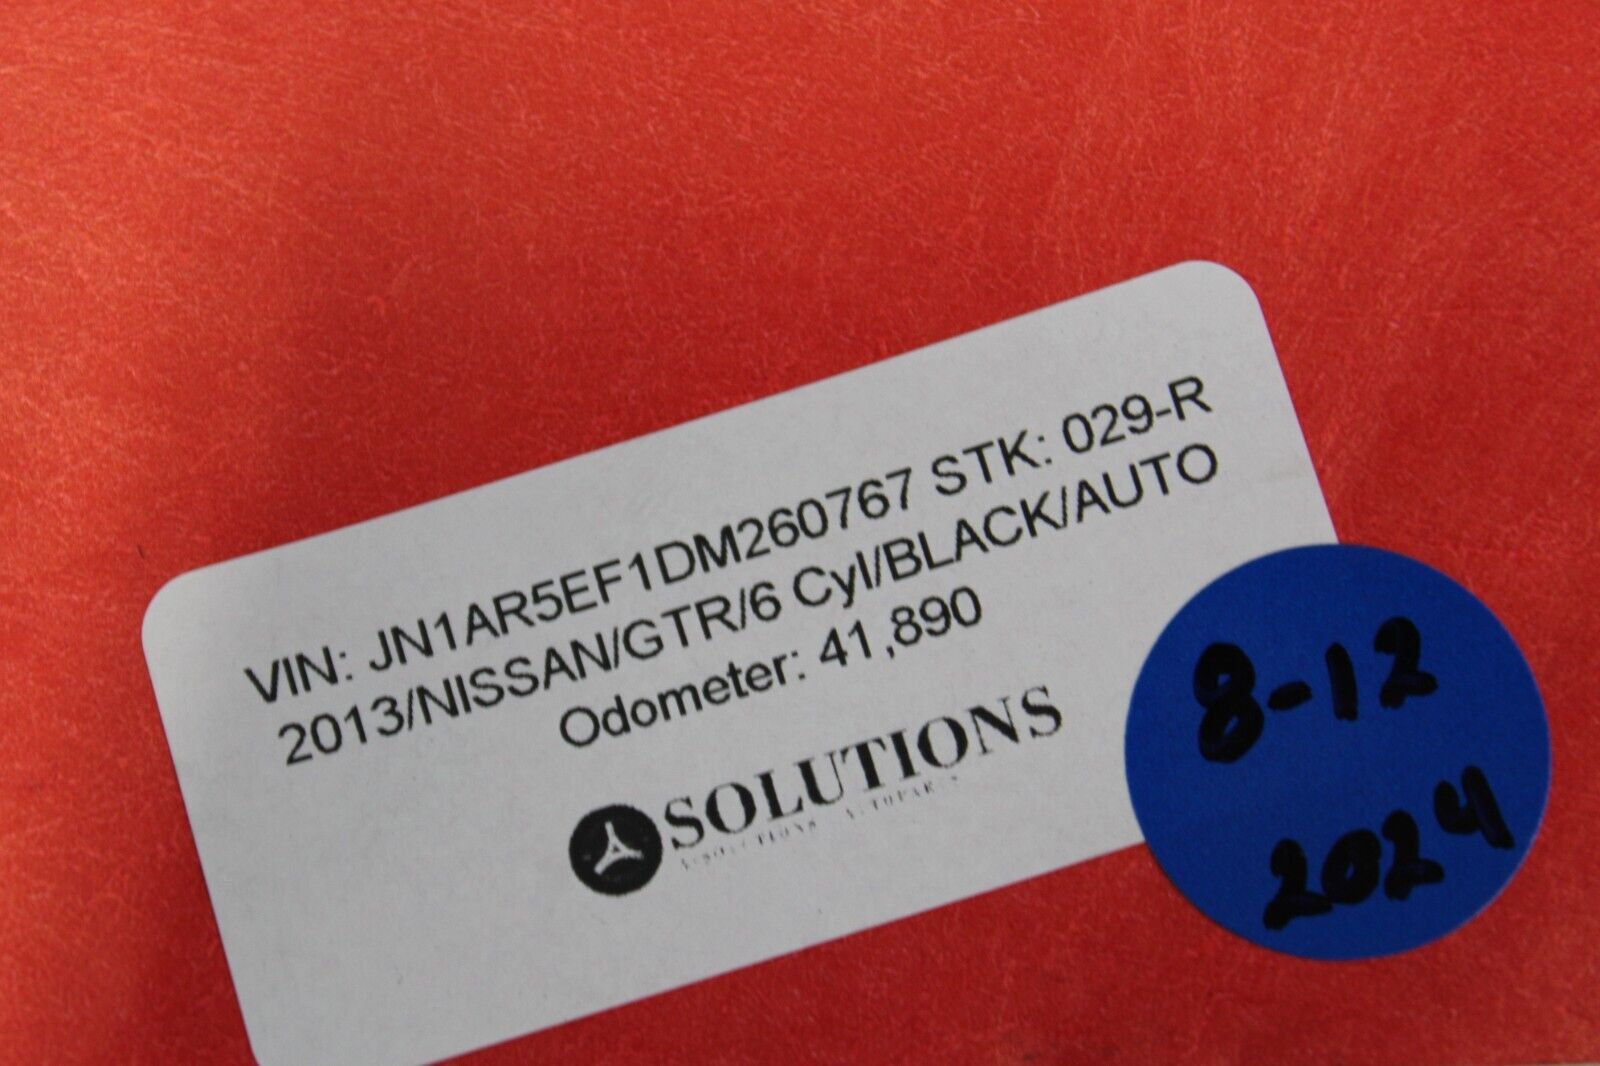 VIN: JN1AR5EF1DM260767 STK: 029-R
2013/NISSAN/GTR/6 Cyl/BLACK/AUTO
Odometer: 41,890
SOLUTIONS
8-12
2024